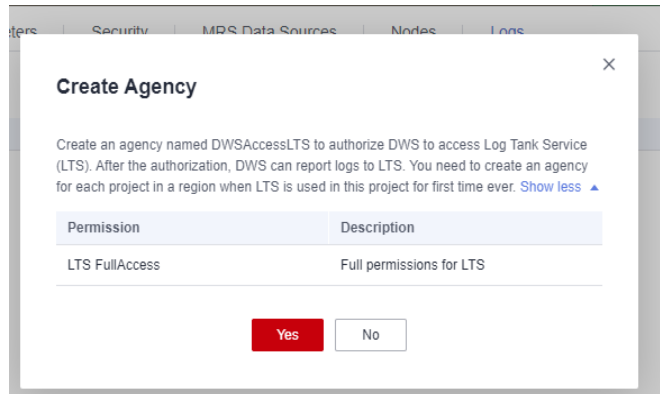 Security MRS Data Sources Nodes Logs
Create Agency
Create an agency named DWSAccessLTS to authorize DWS to access Log Tank Service
(LTS). After the authorization, DWS can report logs to LTS. You need to create an agency
for each project in a region when LTS is used in this project for first time ever. Show less
Permission Description
LTS FullAccess Full permissions for LTS
Yes No